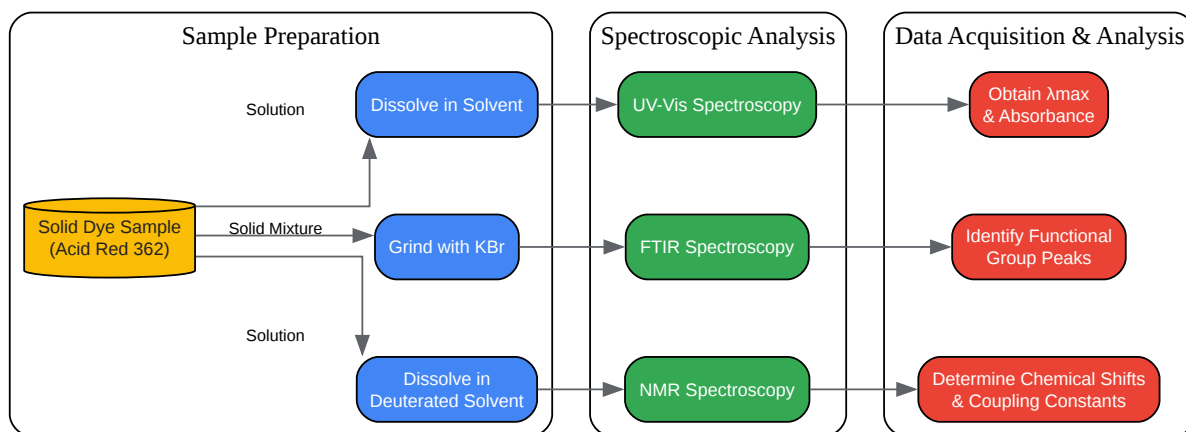 Sample Preparation
Spectroscopic Analysis
Data Acquisition & Analysis
Solution
Dissolve in Solvent
UV-Vis Spectroscopy
Obtain λmax
& Absorbance
Solid Dye Sample
(Acid Red 362)
Solid Mixture
Grind with KBr
FTIR Spectroscopy
Identify Functional
Group Peaks
Solution
Dissolve in
Deuterated Solvent
NMR Spectroscopy
Determine Chemical Shifts
& Coupling Constants